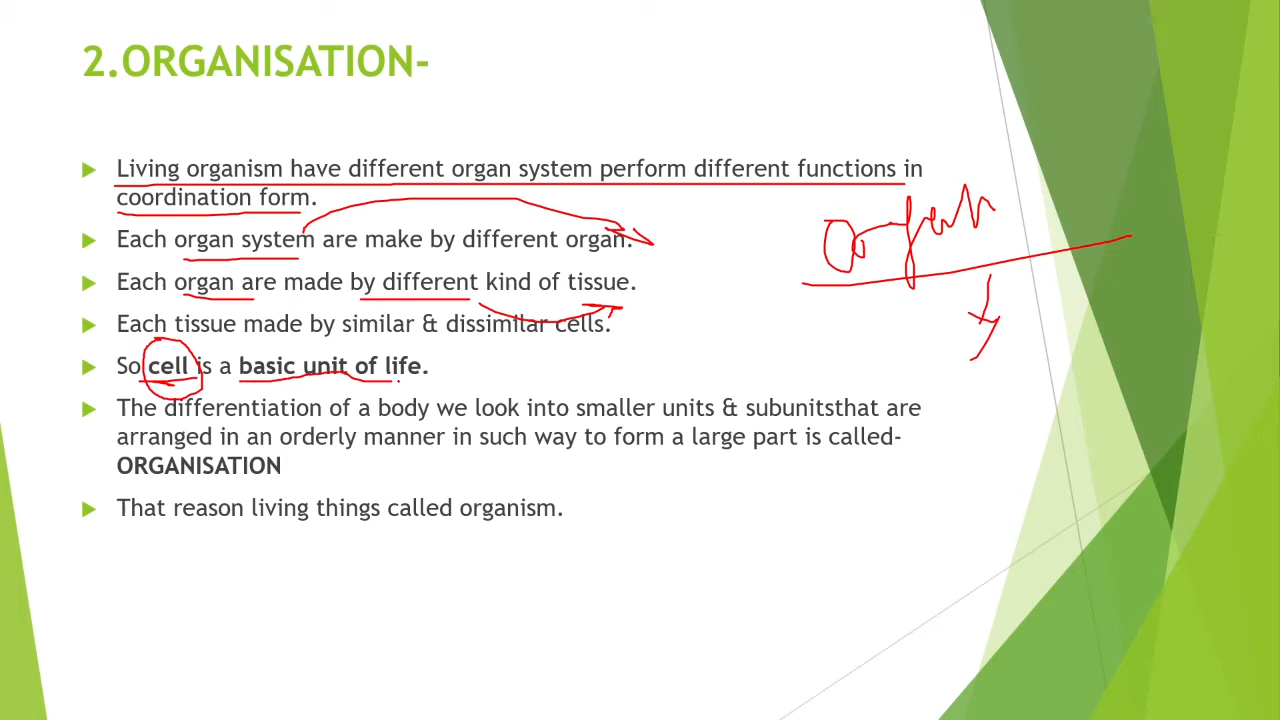 2.ORGANISATION-
Living organism have different organ system perform different functions in
coordination form.
Each organ system are make by different organ.
Each organ are made by different kind of tissue.
Each tissue made by similar & dissimilar cells.
So cell is a basic unit of life.
The differentiation of a body we look into smaller units & subunitsthat are
arranged in an orderly manner in such way to form a large part is called-
ORGANISATION
That reason living things called organism.